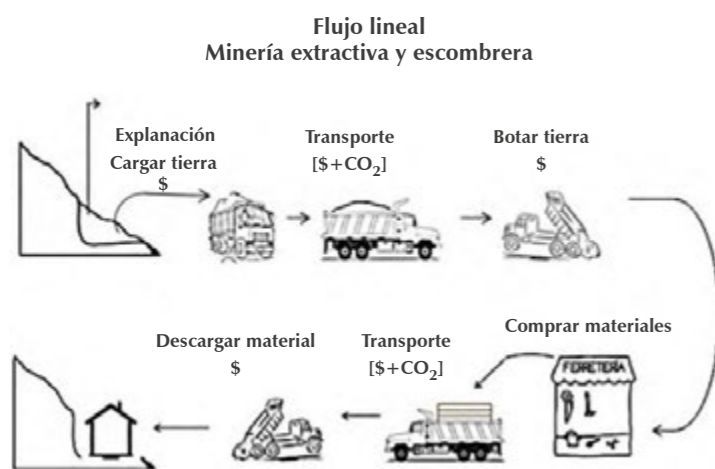 Flujo lineal
Minería extractiva y escombrera
Explanación
Cargar tierra
$
Transporte
[$+CO₂]
Botar tierra
$
Descargar material
$
Transporte
[$+CO₂]
Comprar materiales
FERRETERÍA